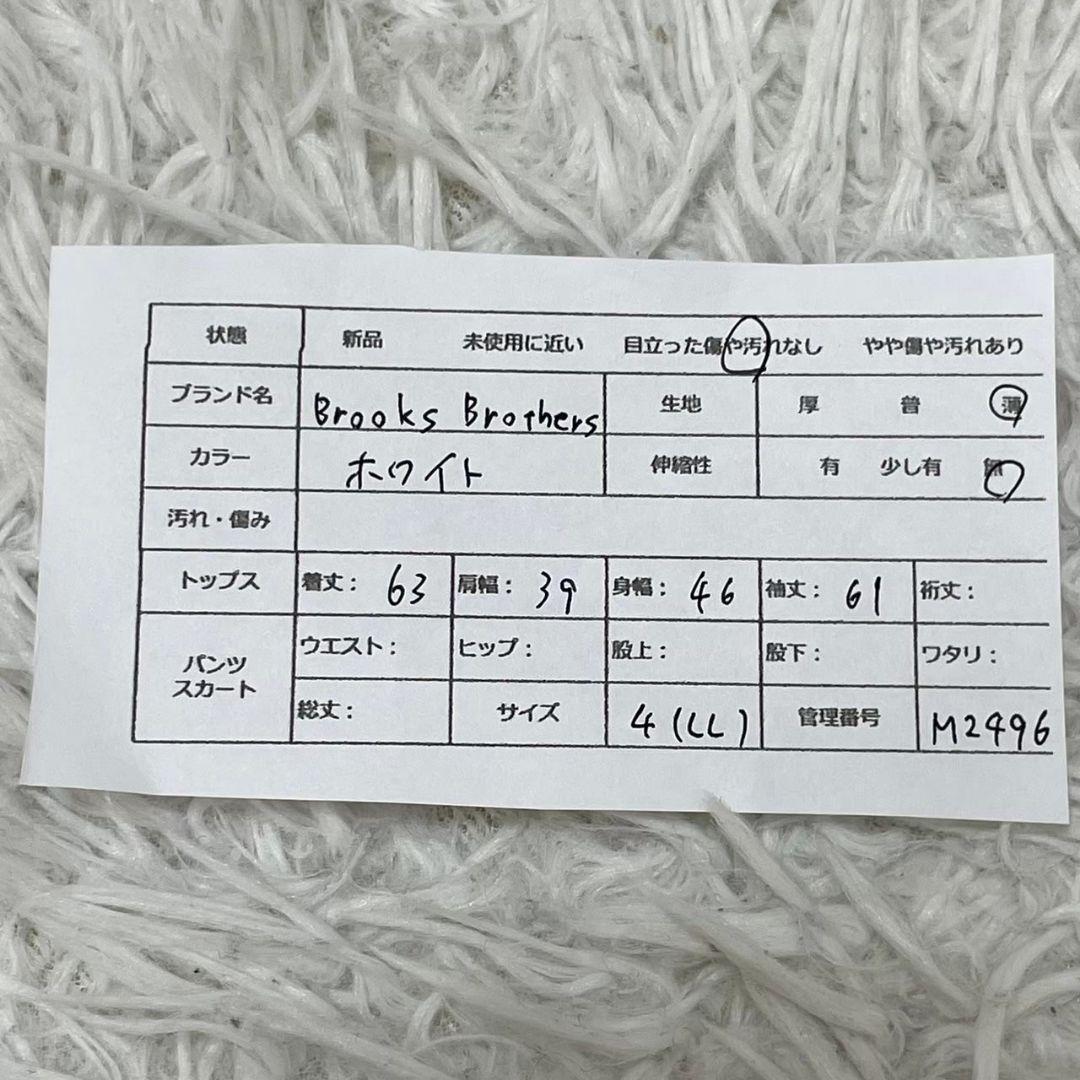 状態 新品 未使用に近い 目立った傷や汚れなし やや傷や汚れあり
ブランド名 Brooks Brothers 生地 厚 普 薄
カラー ホワイト 伸縮性 有 少し有 無
汚れ・傷み
トップス 着丈： 63 肩幅： 39 身幅： 46 袖丈： 61 裄丈：
パンツ スカート ウエスト： ヒップ： 股上： 股下： ワタリ：
総丈： サイズ 4 (LL) 管理番号 M2496